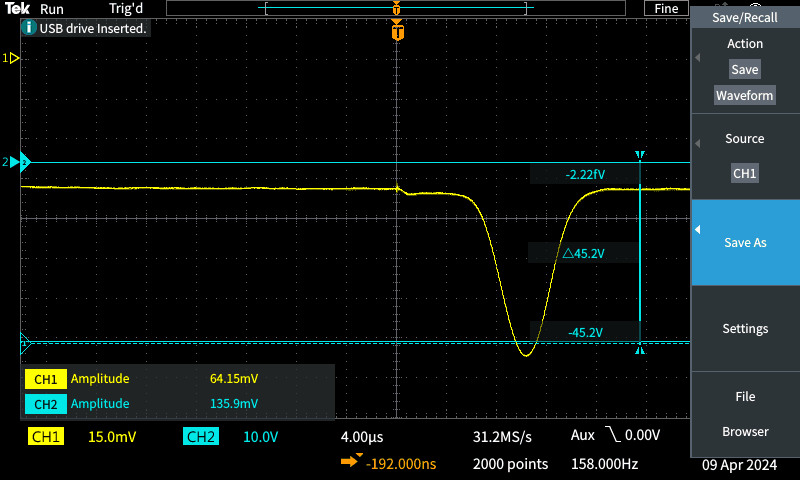 Tek Run Trig'd Fine
T
Save/Recall
i USB drive Inserted.
T
Action
1
Save
Waveform
Source
2 2
-2.22fV
CH1
Save As
△45.2V
Settings
-45.2V
1
CH1 Amplitude 64.15mV
CH2 Amplitude 135.9mV
File
Browser
CH1 15.0mV CH2 10.0V 4.00µs 31.2MS/s Aux 0.00V
-192.000ns 2000 points 158.000Hz 09 Apr 2024